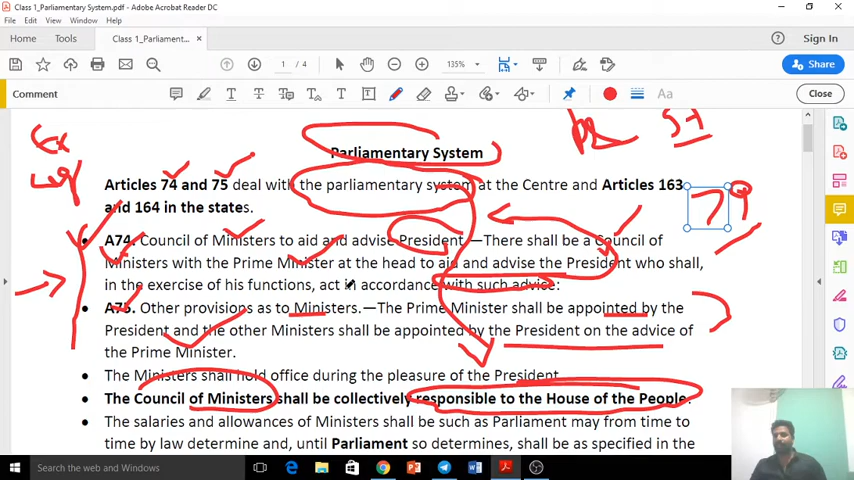 Class 1_Parliamentary System.pdf - Adobe Acrobat Reader DC
File Edit View Window Help
Home Tools Class 1_Parliament... × Sign In
1 / 4 135% Share
Comment Aa Close
Ex
Parliamentary System
Articles 74 and 75 deal with the parliamentary system at the Centre and Articles 163
and 164 in the states.
• A74. Council of Ministers to aid and advise President.—There shall be a Council of
Ministers with the Prime Minister at the head to aid and advise the President who shall,
in the exercise of his functions, act in accordance with such advice:
• A75. Other provisions as to Ministers.—The Prime Minister shall be appointed by the
President and the other Ministers shall be appointed by the President on the advice of
the Prime Minister.
• The Ministers shall hold office during the pleasure of the President.
• The Council of Ministers shall be collectively responsible to the House of the People.
• The salaries and allowances of Ministers shall be such as Parliament may from time to
time by law determine and, until Parliament so determines, shall be as specified in the
Search the web and Windows